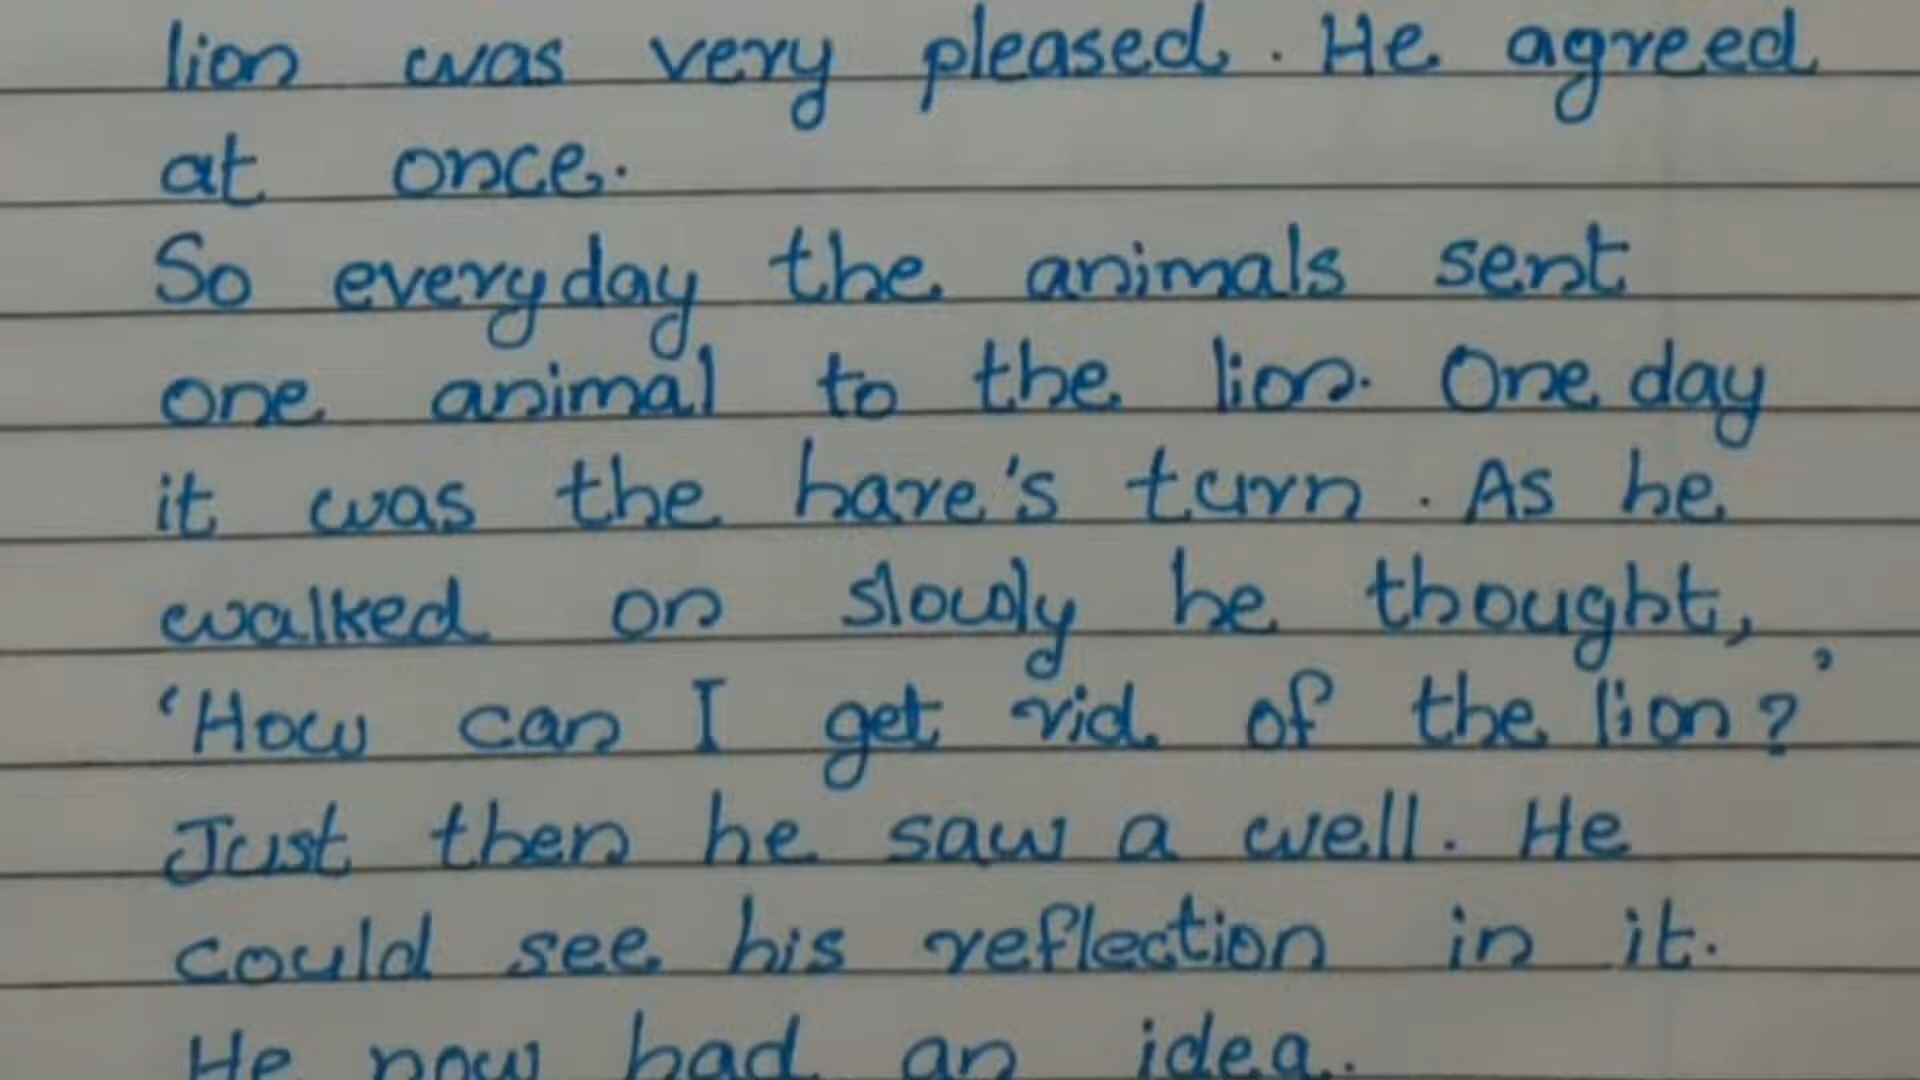 lion was very pleased. He agreed
at once.
So everyday the animals sent
one animal to the lion. One day
it was the hare's turn. As he
walked on slowly he thought,
'How can I get rid of the lion?'
Just then he saw a well. He
could see his reflection in it.
He now had an idea.